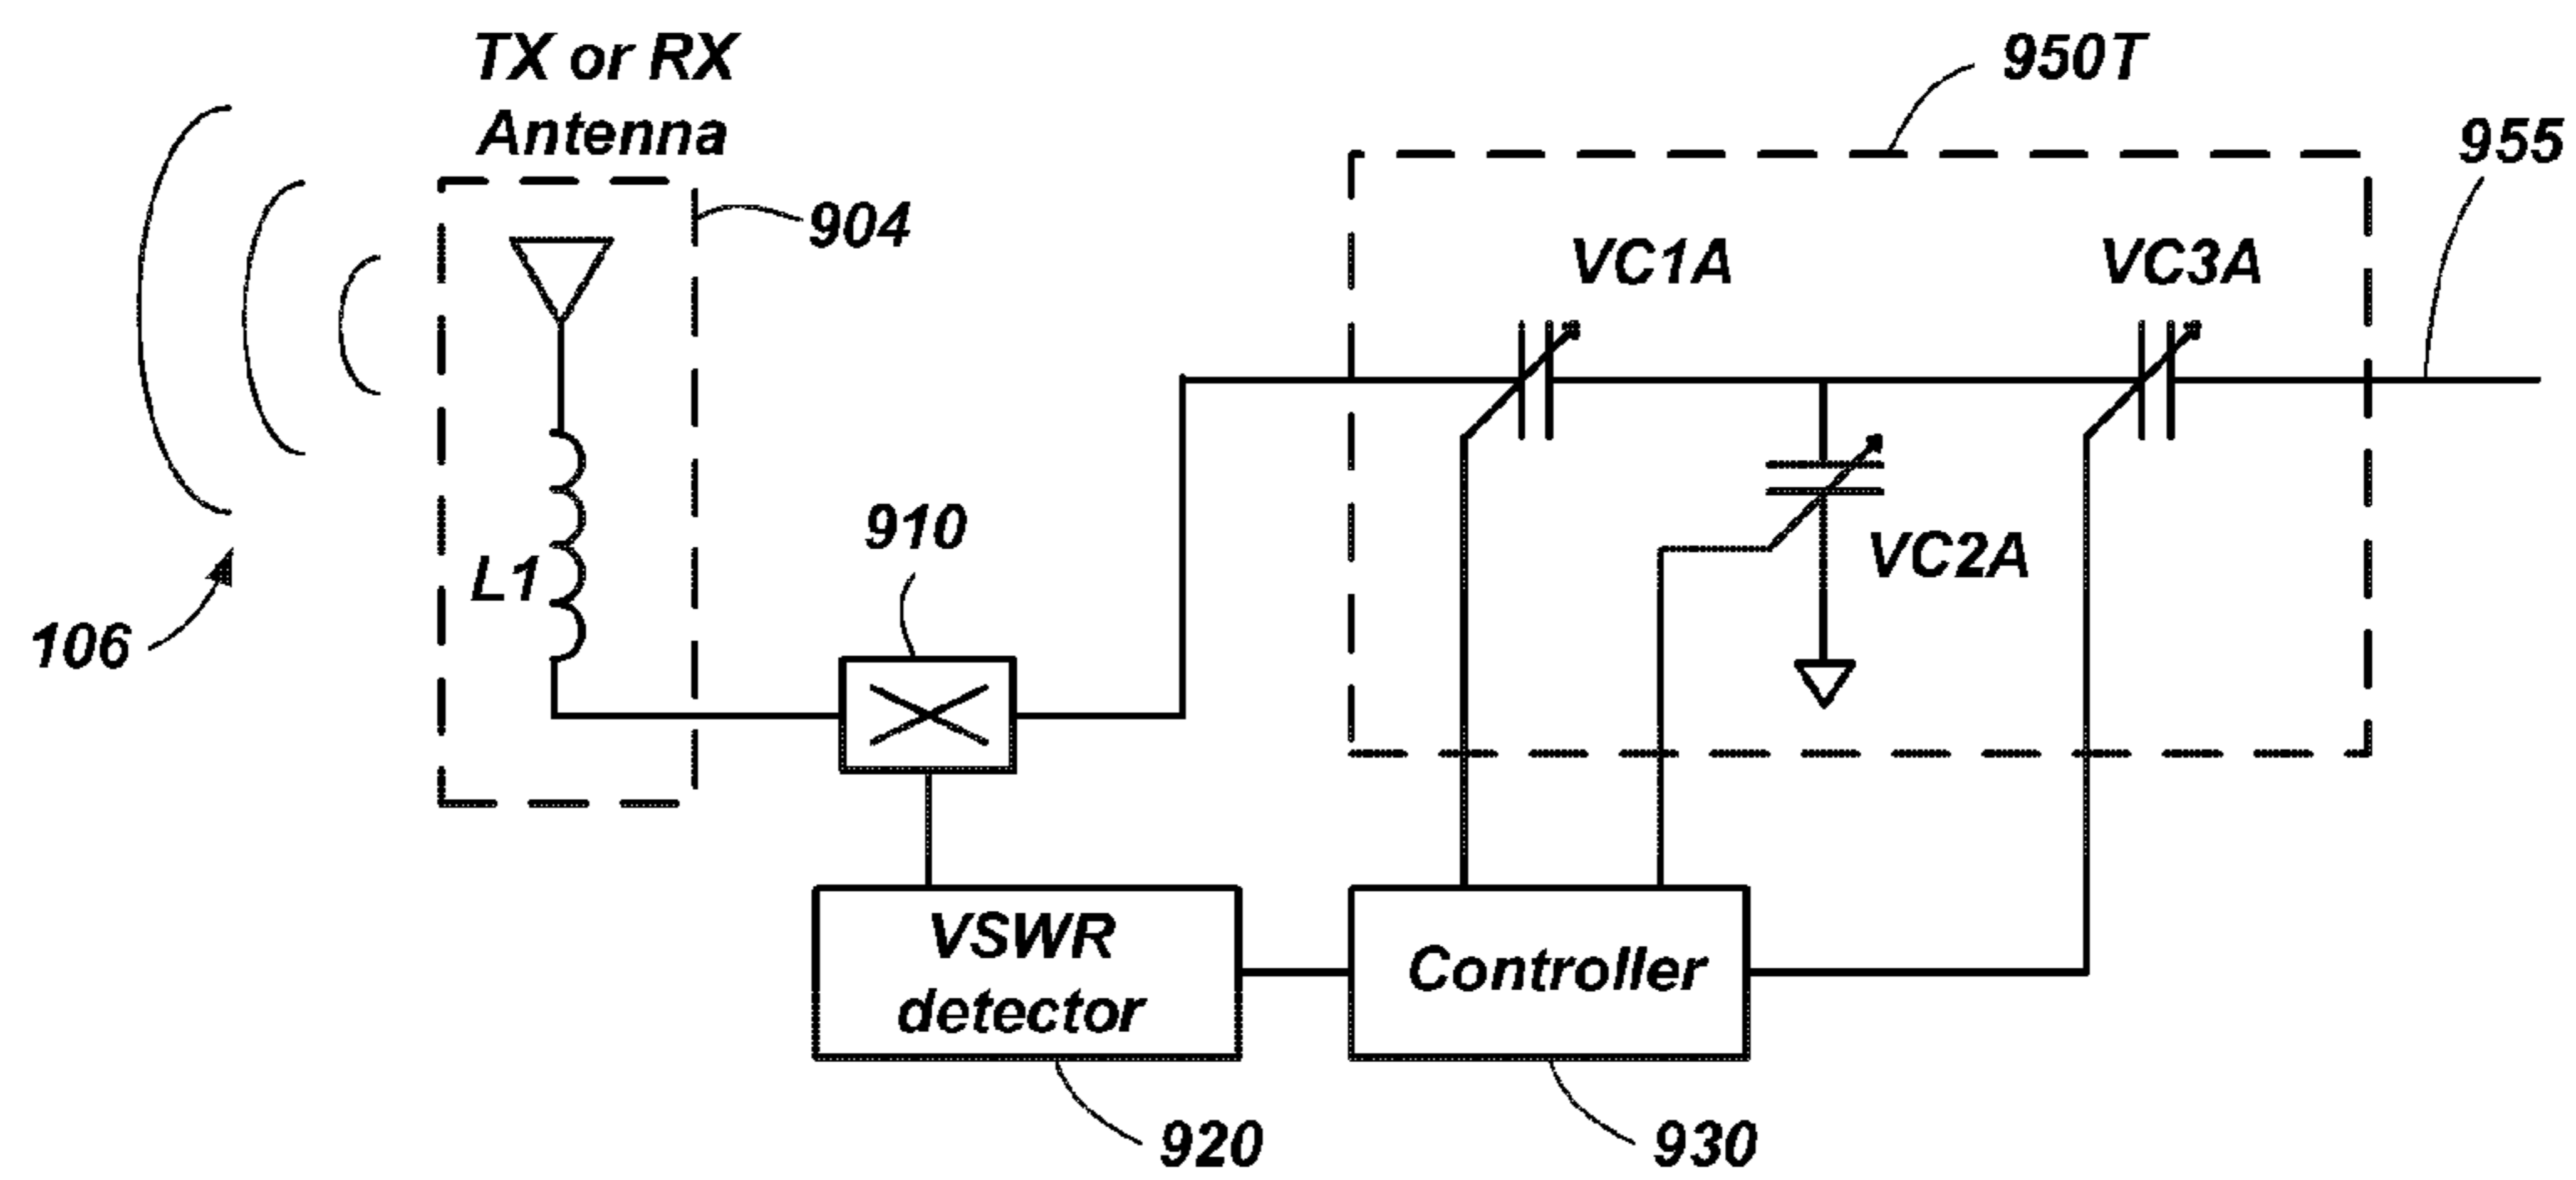 TX or RX
Antenna
950T
955
904
VC1A
VC3A
910
L1
VC2A
106
VSWR
detector
Controller
920
930